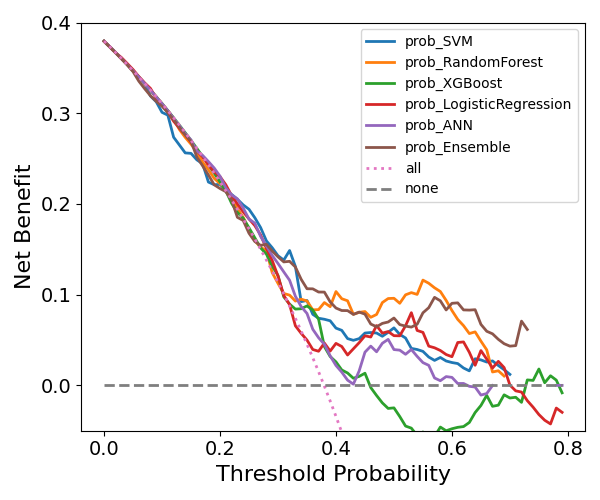 0.4
0.3
0.2
0.1
0.0
Net Benefit
prob_SVM
prob_RandomForest
prob_XGBoost
prob_LogisticRegression
prob_ANN
prob_Ensemble
all
none
0.0 0.2 0.4 0.6 0.8
Threshold Probability